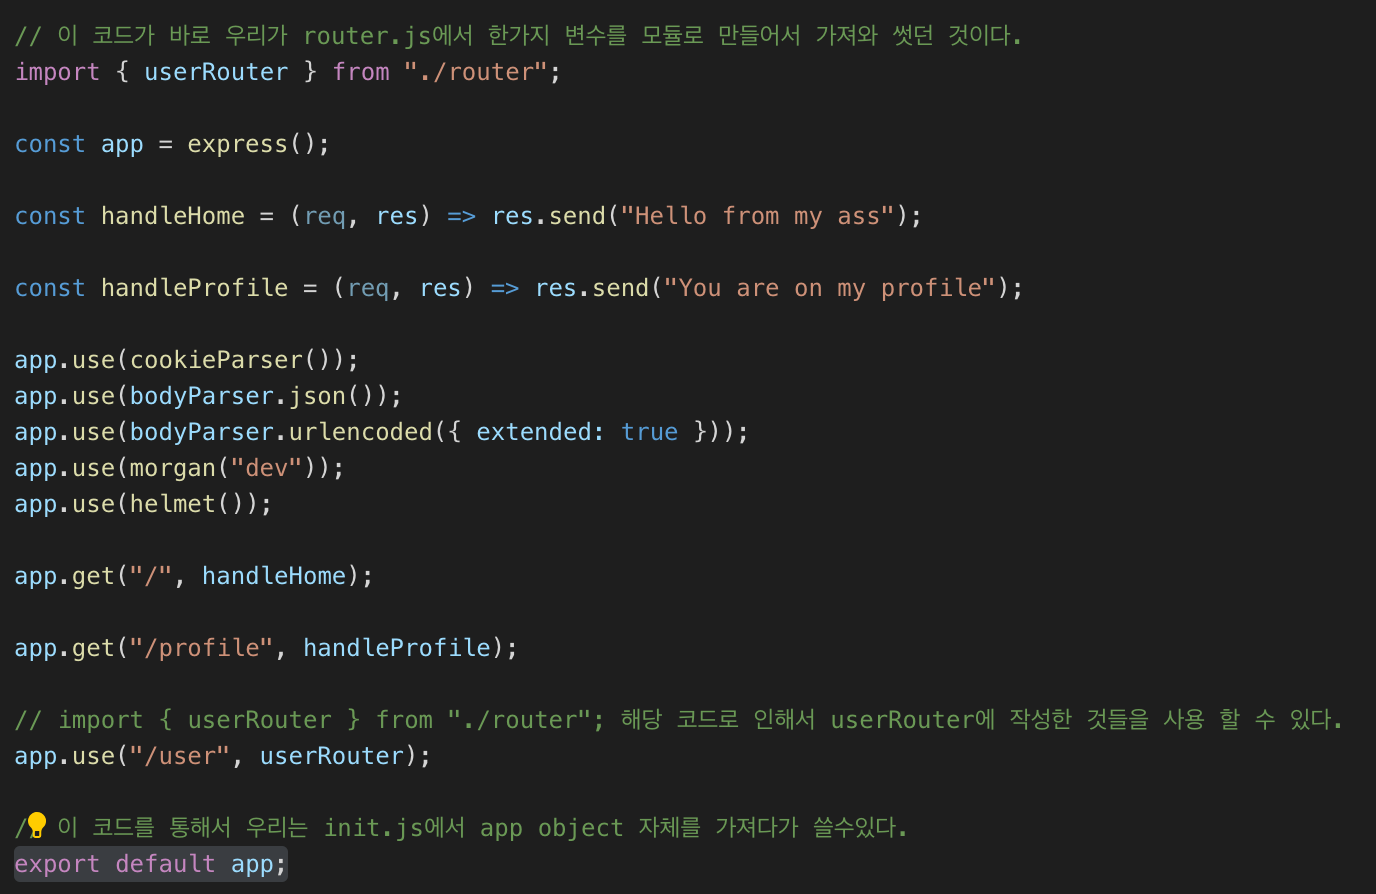 // 이 코드가 바로 우리가 router.js에서 한가지 변수를 모듈로 만들어서 가져와 썻던 것이다.
import { userRouter } from "./router";
const app = express();
const handleHome = (req, res) => res.send("Hello from my ass");
const handleProfile = (req, res) => res.send("You are on my profile");
app.use(cookieParser());
app.use(bodyParser.json());
app.use(bodyParser.urlencoded({ extended: true }));
app.use(morgan("dev"));
app.use(helmet());
app.get("/", handleHome);
app.get("/profile", handleProfile);
// import { userRouter } from "./router"; 해당 코드로 인해서 userRouter에 작성한 것들을 사용 할 수 있다.
app.use("/user", userRouter);
// 이 코드를 통해서 우리는 init.js에서 app object 자체를 가져다가 쓸수있다.
export default app;